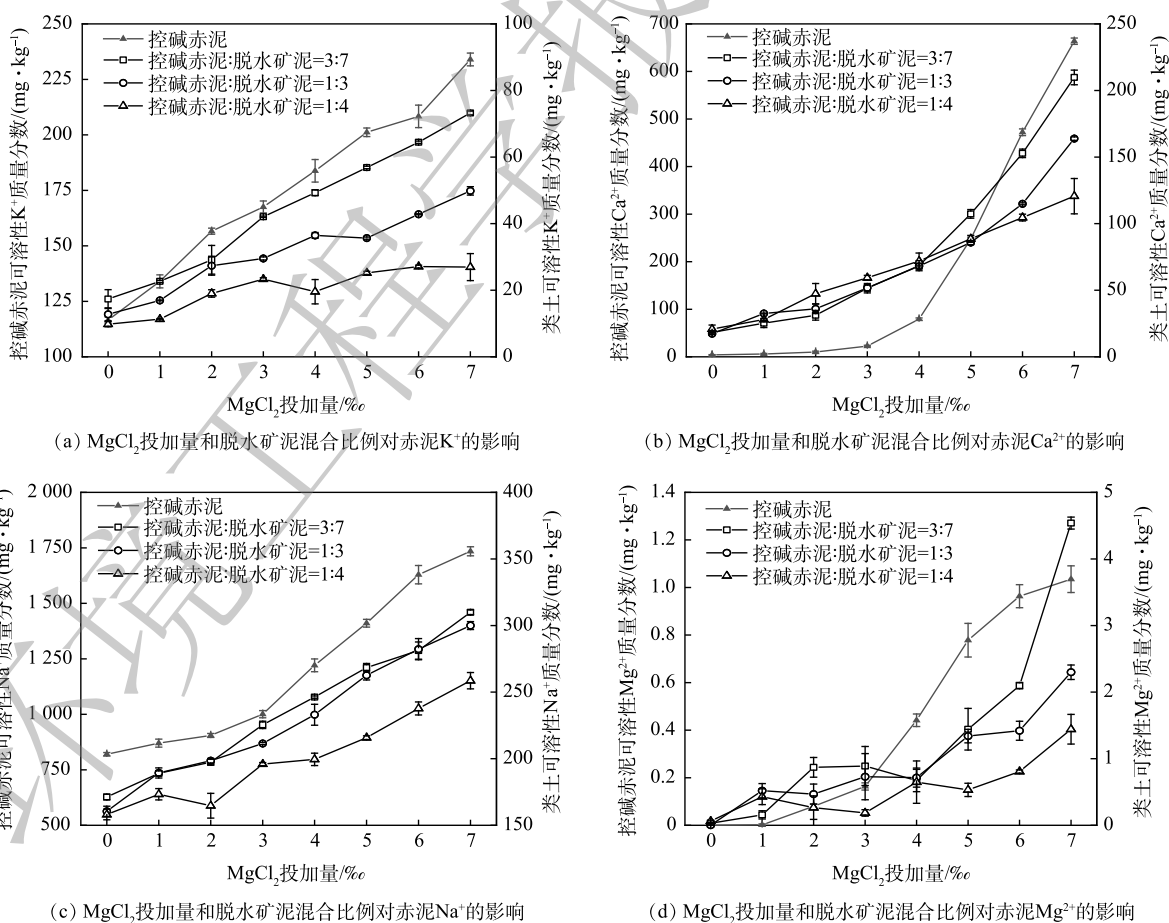 控碱赤泥
控碱赤泥∶脱水矿泥=3∶7
控碱赤泥∶脱水矿泥=1∶3
控碱赤泥∶脱水矿泥=1∶4
控碱赤泥可溶性K⁺质量分数/(mg·kg⁻¹)
250
225
200
175
150
125
100
类土可溶性K⁺质量分数/(mg·kg⁻¹)
100
80
60
40
20
0
0 1 2 3 4 5 6 7
MgCl₂投加量/‰
(a) MgCl₂投加量和脱水矿泥混合比例对赤泥K⁺的影响
控碱赤泥
控碱赤泥∶脱水矿泥=3∶7
控碱赤泥∶脱水矿泥=1∶3
控碱赤泥∶脱水矿泥=1∶4
控碱赤泥可溶性Ca²⁺质量分数/(mg·kg⁻¹)
700
600
500
400
300
200
100
0
类土可溶性Ca²⁺质量分数/(mg·kg⁻¹)
250
200
150
100
50
0
0 1 2 3 4 5 6 7
MgCl₂投加量/‰
(b) MgCl₂投加量和脱水矿泥混合比例对赤泥Ca²⁺的影响
控碱赤泥
控碱赤泥∶脱水矿泥=3∶7
控碱赤泥∶脱水矿泥=1∶3
控碱赤泥∶脱水矿泥=1∶4
控碱赤泥可溶性Na⁺质量分数/(mg·kg⁻¹)
2 000
1 750
1 500
1 250
1 000
750
500
类土可溶性Na⁺质量分数/(mg·kg⁻¹)
400
350
300
250
200
150
0 1 2 3 4 5 6 7
MgCl₂投加量/‰
(c) MgCl₂投加量和脱水矿泥混合比例对赤泥Na⁺的影响
控碱赤泥
控碱赤泥∶脱水矿泥=3∶7
控碱赤泥∶脱水矿泥=1∶3
控碱赤泥∶脱水矿泥=1∶4
控碱赤泥可溶性Mg²⁺质量分数/(mg·kg⁻¹)
1.4
1.2
1.0
0.8
0.6
0.4
0.2
0
类土可溶性Mg²⁺质量分数/(mg·kg⁻¹)
5
4
3
2
1
0
0 1 2 3 4 5 6 7
MgCl₂投加量/‰
(d) MgCl₂投加量和脱水矿泥混合比例对赤泥Mg²⁺的影响
环境工程学报